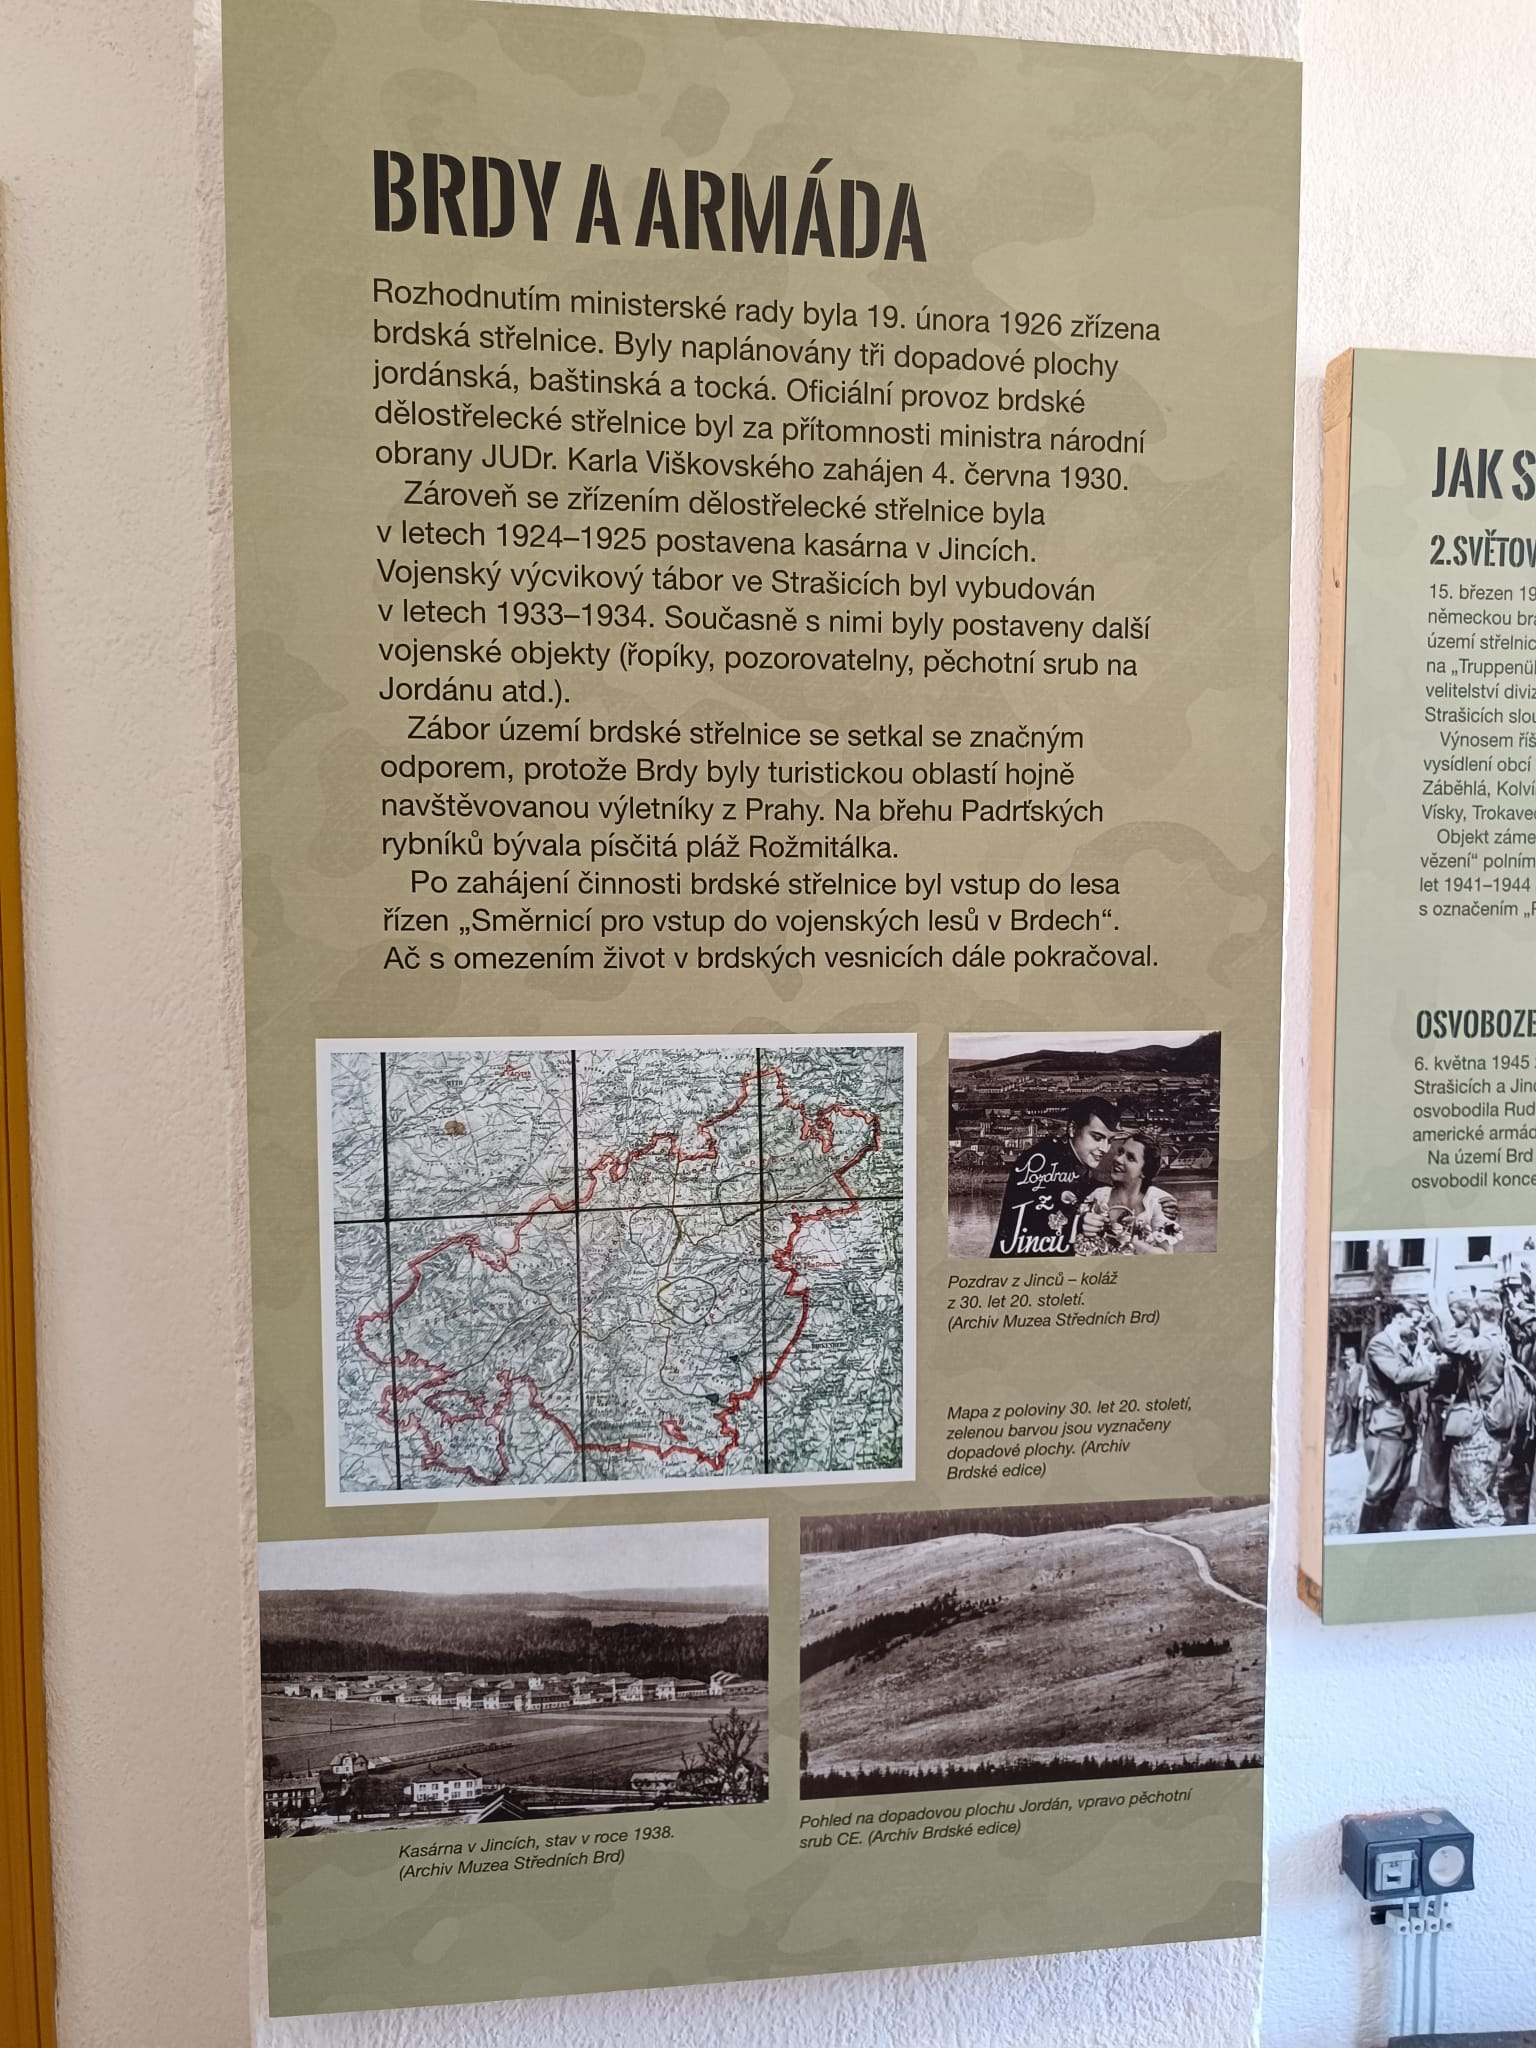 BRDY A ARMÁDA
Rozhodnutím ministerské rady byla 19. února 1926 zřízena
brdská střelnice. Byly naplánovány tři dopadové plochy
jordánská, baštinská a tocká. Oficiální provoz brdské
dělostřelecké střelnice byl za přítomnosti ministra národní
obrany JUDr. Karla Viškovského zahájen 4. června 1930.
Zároveň se zřízením dělostřelecké střelnice byla
v letech 1924–1925 postavena kasárna v Jincích.
Vojenský výcvikový tábor ve Strašicích byl vybudován
v letech 1933–1934. Současně s nimi byly postaveny další
vojenské objekty (řopíky, pozorovatelny, pěchotní srub na
Jordánu atd.).
Zábor území brdské střelnice se setkal se značným
odporem, protože Brdy byly turistickou oblastí hojně
navštěvovanou výletníky z Prahy. Na břehu Padrťských
rybníků bývala písčitá pláž Rožmitálka.
Po zahájení činnosti brdské střelnice byl vstup do lesa
řízen „Směrnicí pro vstup do vojenských lesů v Brdech“.
Ač s omezením život v brdských vesnicích dále pokračoval.
Pozdrav
z
Jinců!
Pozdrav z Jinců – koláž
z 30. let 20. století.
(Archiv Muzea Středních Brd)
Mapa z poloviny 30. let 20. století,
zelenou barvou jsou vyznačeny
dopadové plochy. (Archiv
Brdské edice)
Kasárna v Jincích, stav v roce 1938.
(Archiv Muzea Středních Brd)
Pohled na dopadovou plochu Jordán, vpravo pěchotní
srub CE. (Archiv Brdské edice)
JAK S
2.SVĚTOV
15. březen 19
německou bra
území střelnic
na „Truppenü
velitelství diviz
Strašicích slou
Výnosem říš
vysídlení obcí
Záběhlá, Kolví
Vísky, Trokavec
Objekt záme
vězení“ polním
let 1941–1944
s označením „
OSVOBOZE
6. května 1945
Strašicích a Jinc
osvobodila Rud
americké armád
Na území Brd
osvobodil konce